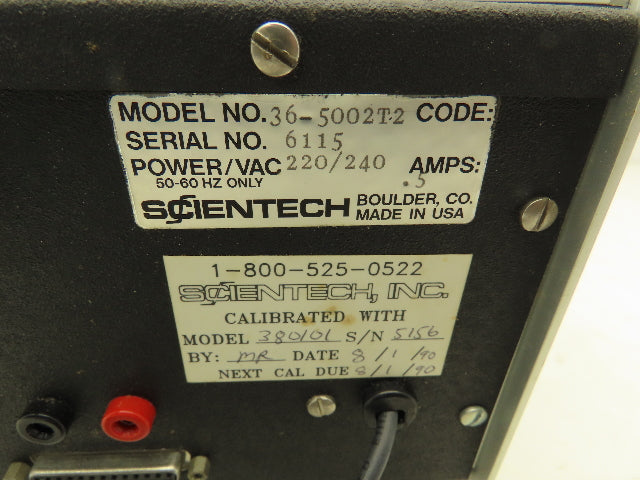 MODEL NO. 36-5002T2 CODE:
SERIAL NO. 6115
POWER/VAC 220/240 AMPS:
50-60 HZ ONLY .5
SCIENTECH BOULDER, CO.
MADE IN USA
1-800-525-0522
SCIENTECH, INC.
CALIBRATED WITH
MODEL 380101 S/N 5156
BY: MR DATE 8/1/90
NEXT CAL DUE 8/1/90